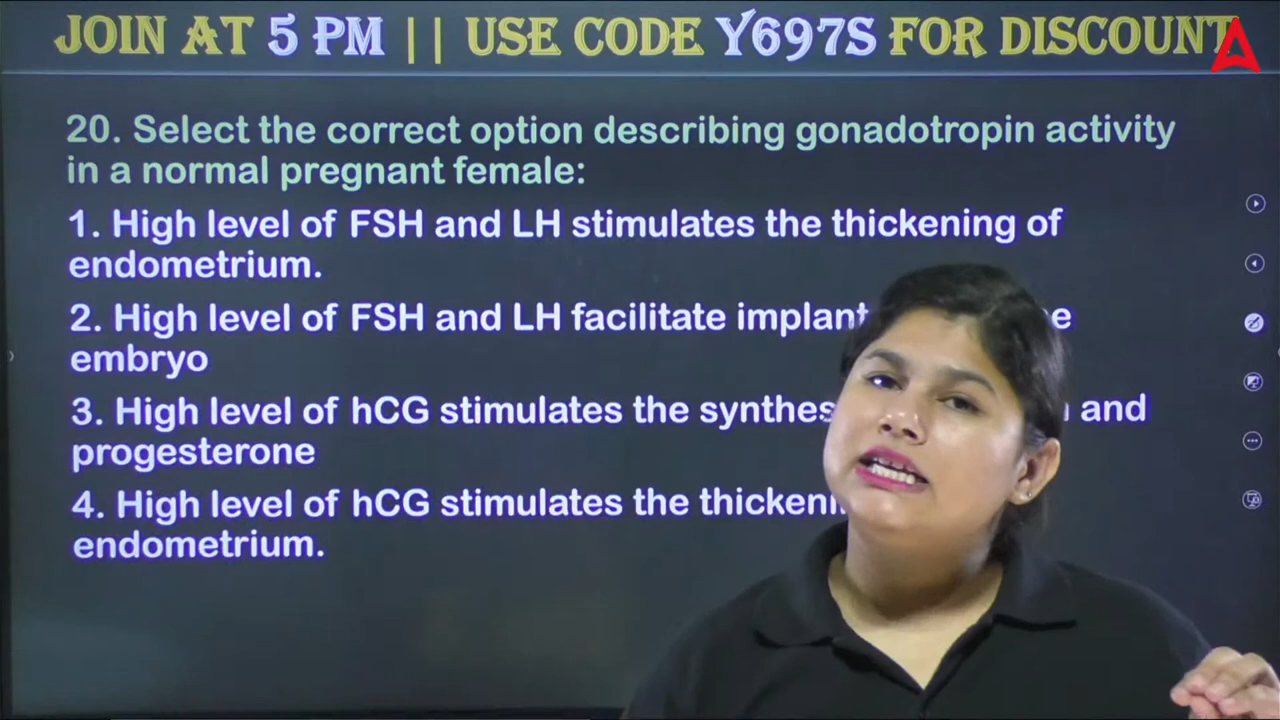 JOIN AT 5 PM || USE CODE Y697S FOR DISCOUNT
20. Select the correct option describing gonadotropin activity
in a normal pregnant female:
1. High level of FSH and LH stimulates the thickening of
endometrium.
2. High level of FSH and LH facilitate
embryo
3. High level of hCG stimulates the and
progesterone
4. High level of hCG stimulates the
endometrium.